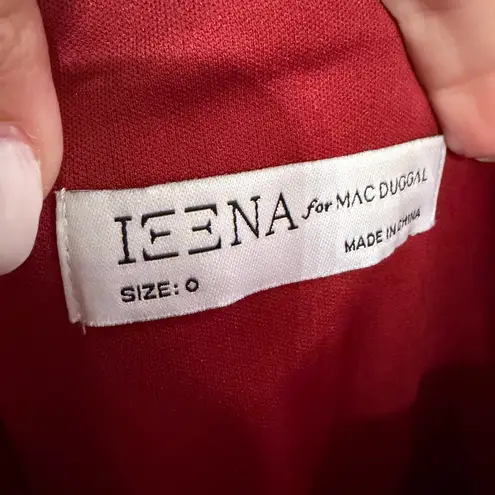 IEENA for MAC DUGGAL
SIZE: 0
MADE IN CHINA